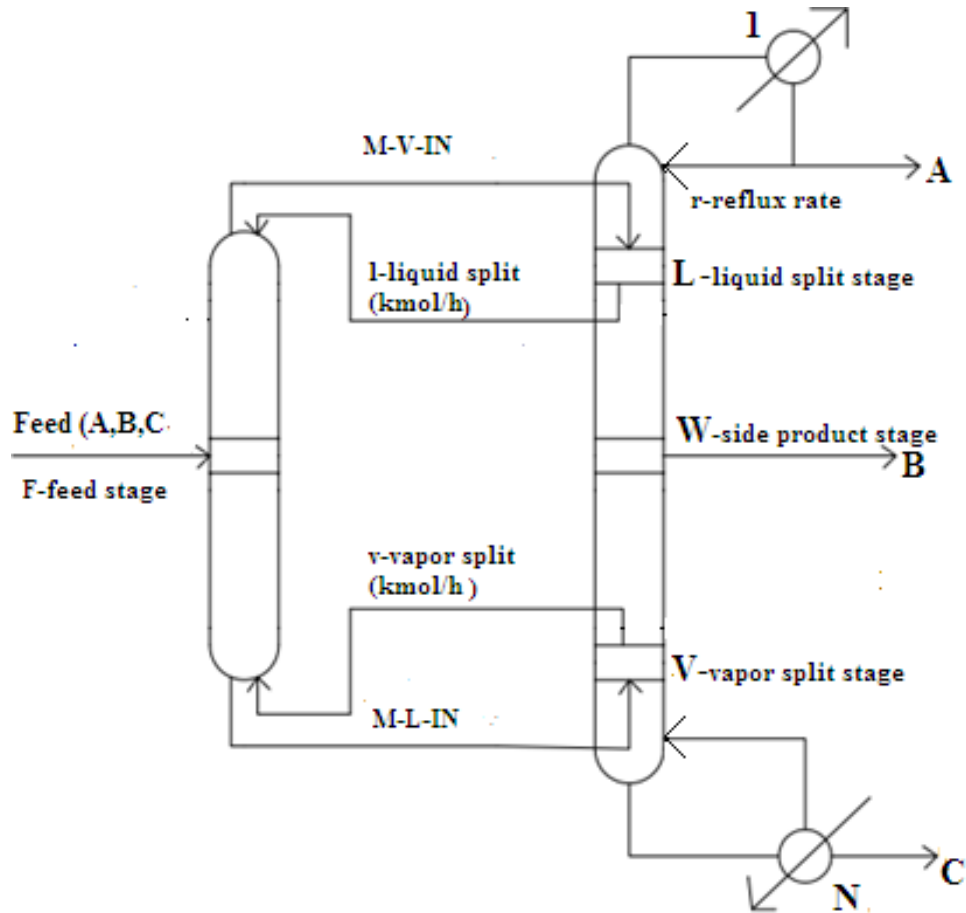 1
M-V-IN
A
r-reflux rate
l-liquid split
(kmol/h)
L-liquid split stage
Feed (A,B,C
W-side product stage
B
F-feed stage
v-vapor split
(kmol/h )
V-vapor split stage
M-L-IN
C
N